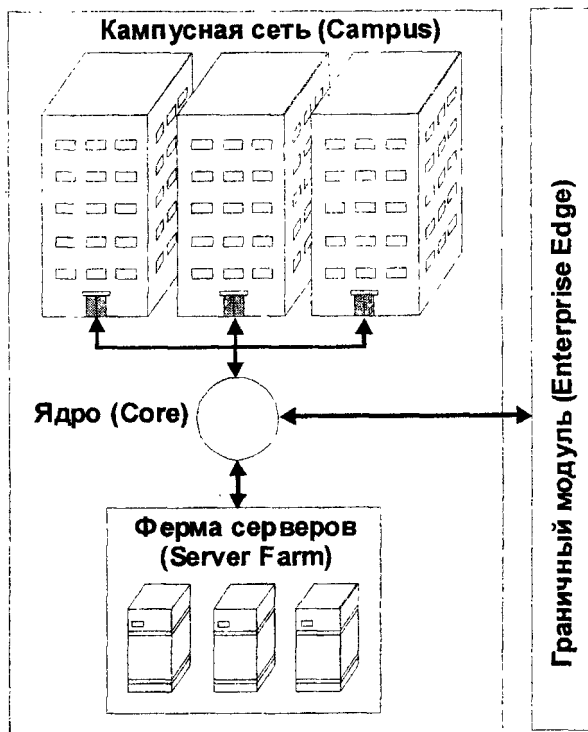 Кампусная сеть (Campus)
Ядро (Core)
Ферма серверов
(Server Farm)
Граничный модуль (Enterprise Edge)